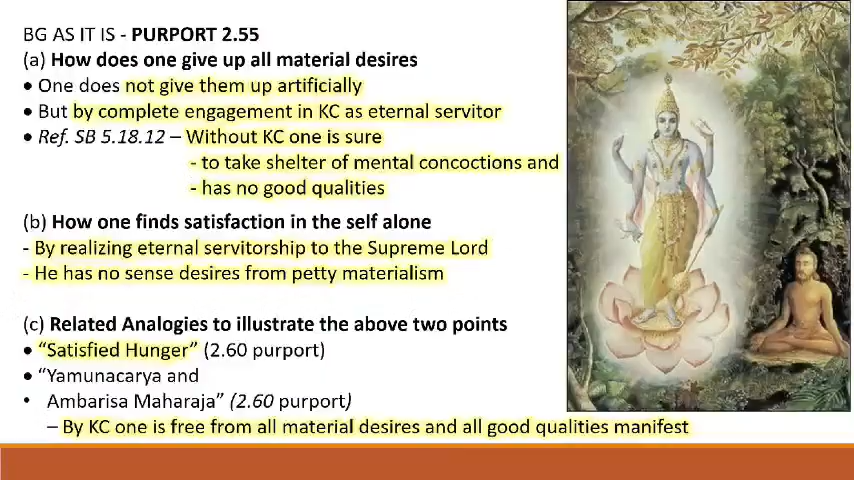 BG AS IT IS - PURPORT 2.55
(a) How does one give up all material desires
• One does not give them up artificially
• But by complete engagement in KC as eternal servitor
• Ref. SB 5.18.12 – Without KC one is sure
- to take shelter of mental concoctions and
- has no good qualities
(b) How one finds satisfaction in the self alone
- By realizing eternal servitorship to the Supreme Lord
- He has no sense desires from petty materialism
(c) Related Analogies to illustrate the above two points
• “Satisfied Hunger” (2.60 purport)
• “Yamunacarya and
• Ambarisa Maharaja” (2.60 purport)
– By KC one is free from all material desires and all good qualities manifest